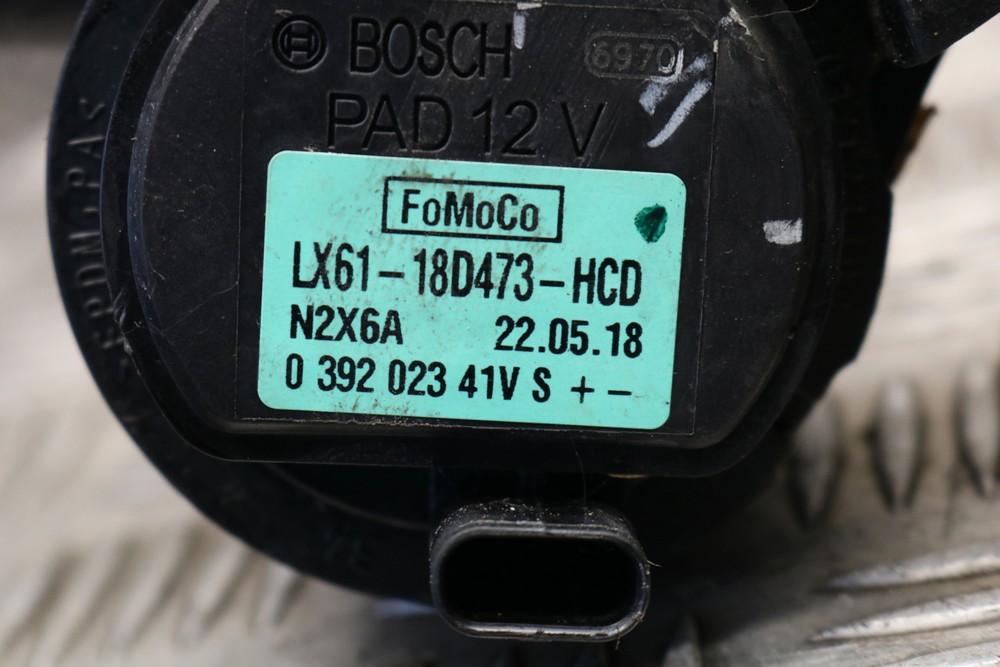 BOSCH
6970
PAD 12 V
FoMoCo
LX61-18D473-HCD
N2X6A 22.05.18
0 392 023 41V S + -